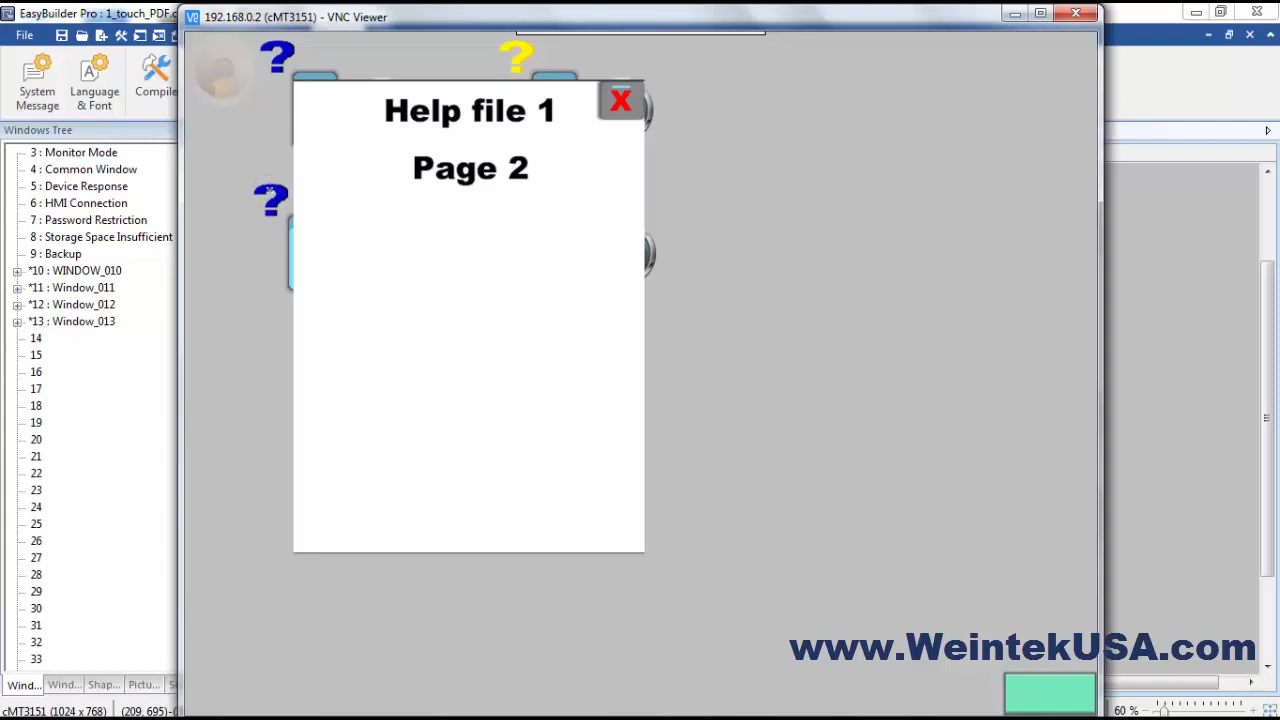 EasyBuilder Pro : 1_touch_PDF.c
192.168.0.2 (cMT3151) - VNC Viewer
File
System Message
Language & Font
Compile
Windows Tree
3 : Monitor Mode
4 : Common Window
5 : Device Response
6 : HMI Connection
7 : Password Restriction
8 : Storage Space Insufficient
9 : Backup
*10 : WINDOW_010
*11 : Window_011
*12 : Window_012
*13 : Window_013
14
15
16
17
18
19
20
21
22
23
24
25
26
27
28
29
30
31
32
33
?
?
?
X
Help file 1
Page 2
www.WeintekUSA.com
Wind...
Wind...
Shap...
Pictu...
cMT3151 (1024 x 768)
(209, 695)-(
60 %